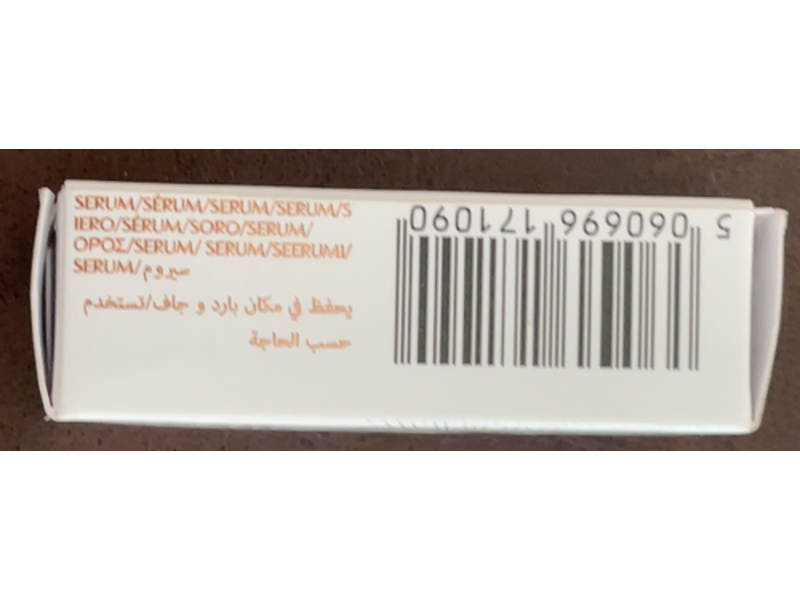 SERUM/SÉRUM/SERUM/SERUM/S
IERO/SÉRUM/SORO/SERUM/
ΟΡΟΣ/SERUM/ SERUM/SEERUMI/
SERUM/صيروم
يحفظ في مكان بارد و جاف/تستخدم
حسب الحاجة
5 060696 171090